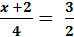 x+2/4 = 3/2